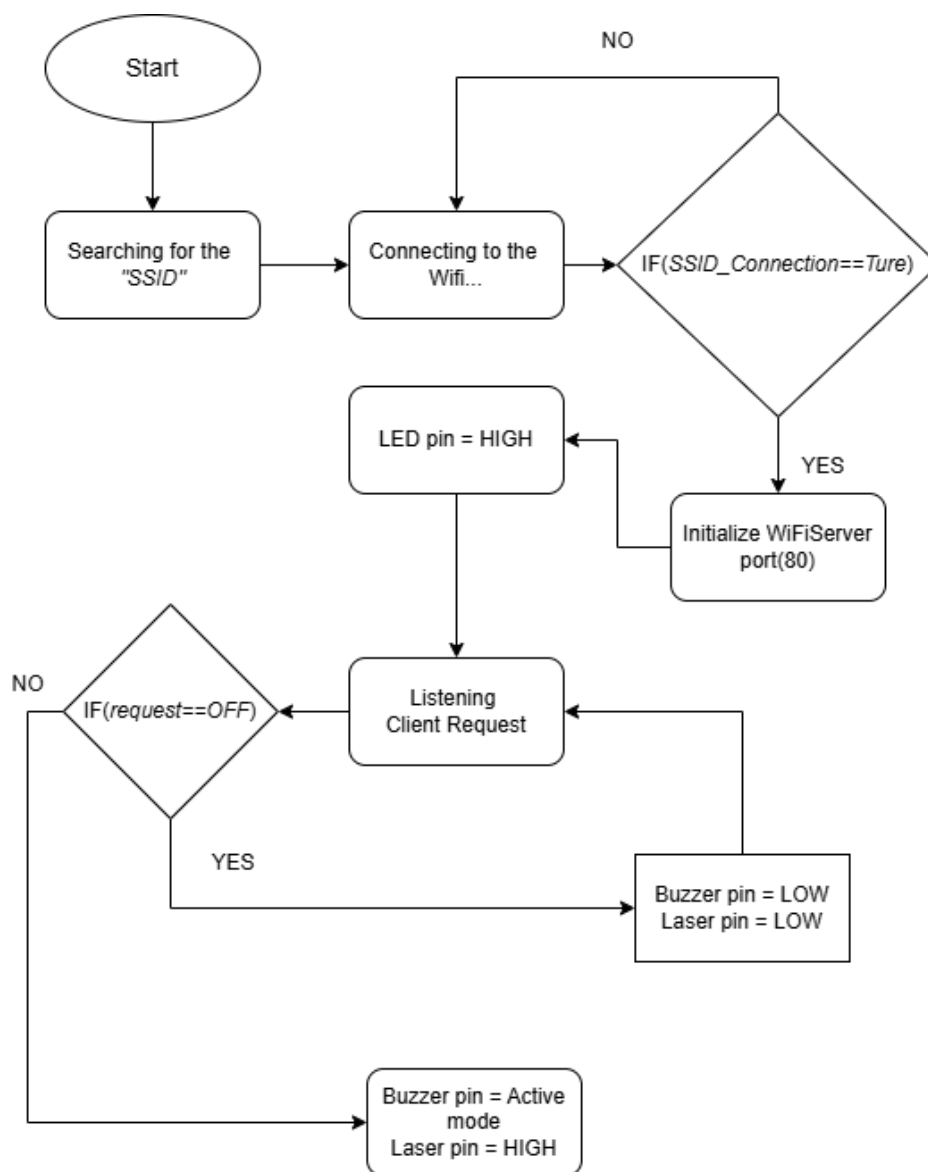 Start
NO
Searching for the
"SSID"
Connecting to the
Wifi...
IF(SSID_Connection==Ture)
LED pin = HIGH
YES
Initialize WiFiServer
port(80)
NO
IF(request==OFF)
Listening
Client Request
YES
Buzzer pin = LOW
Laser pin = LOW
Buzzer pin = Active
mode
Laser pin = HIGH